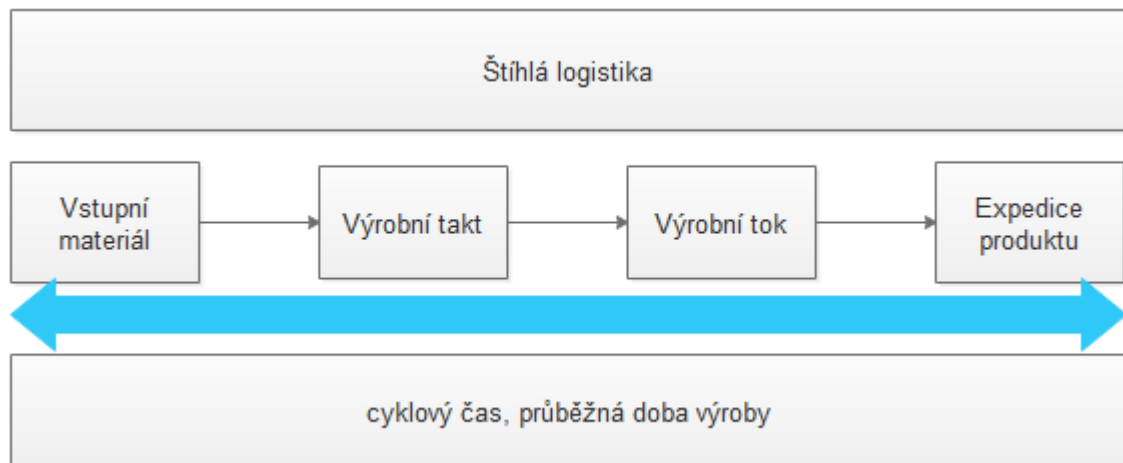 Štíhlá logistika
Vstupní
materiál
Výrobní takt
Výrobní tok
Expedice
produktu
cyklový čas, průběžná doba výroby